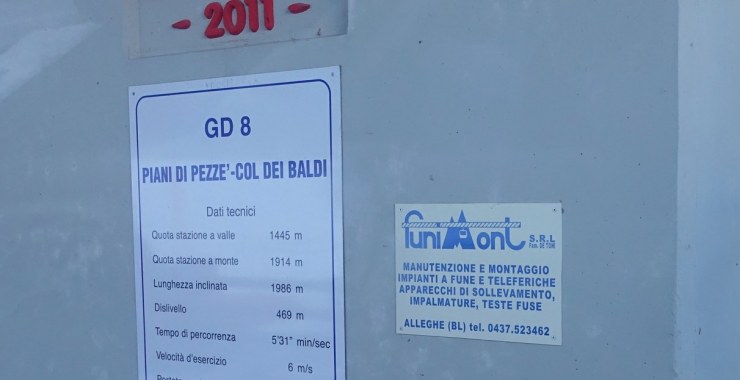 - 2011 -
GD 8
PIANI DI PEZZE'-COL DEI BALDI
Dati tecnici
Quota stazione a valle 1445 m
Quota stazione a monte 1914 m
Lunghezza inclinata 1986 m
Dislivello 469 m
Tempo di percorrenza 5'31" min/sec
Velocità d'esercizio 6 m/s
funiMont S.R.L
MANUTENZIONE E MONTAGGIO
IMPIANTI A FUNE E TELEFERICHE
APPARECCHI DI SOLLEVAMENTO,
IMPALMATURE, TESTE FUSE
ALLEGHE (BL) tel. 0437.523462